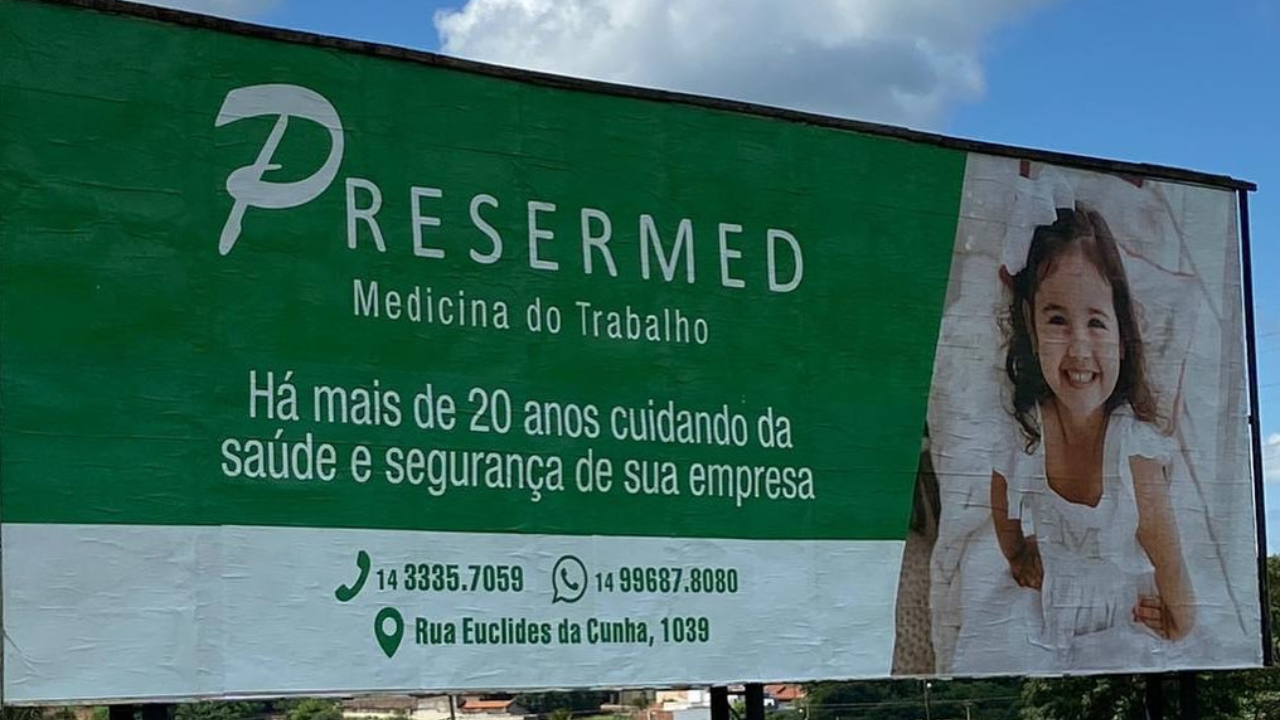 PRESERMED
Medicina do Trabalho
Há mais de 20 anos cuidando da
saúde e segurança de sua empresa
14 3335.7059 14 99687.8080
Rua Euclides da Cunha, 1039